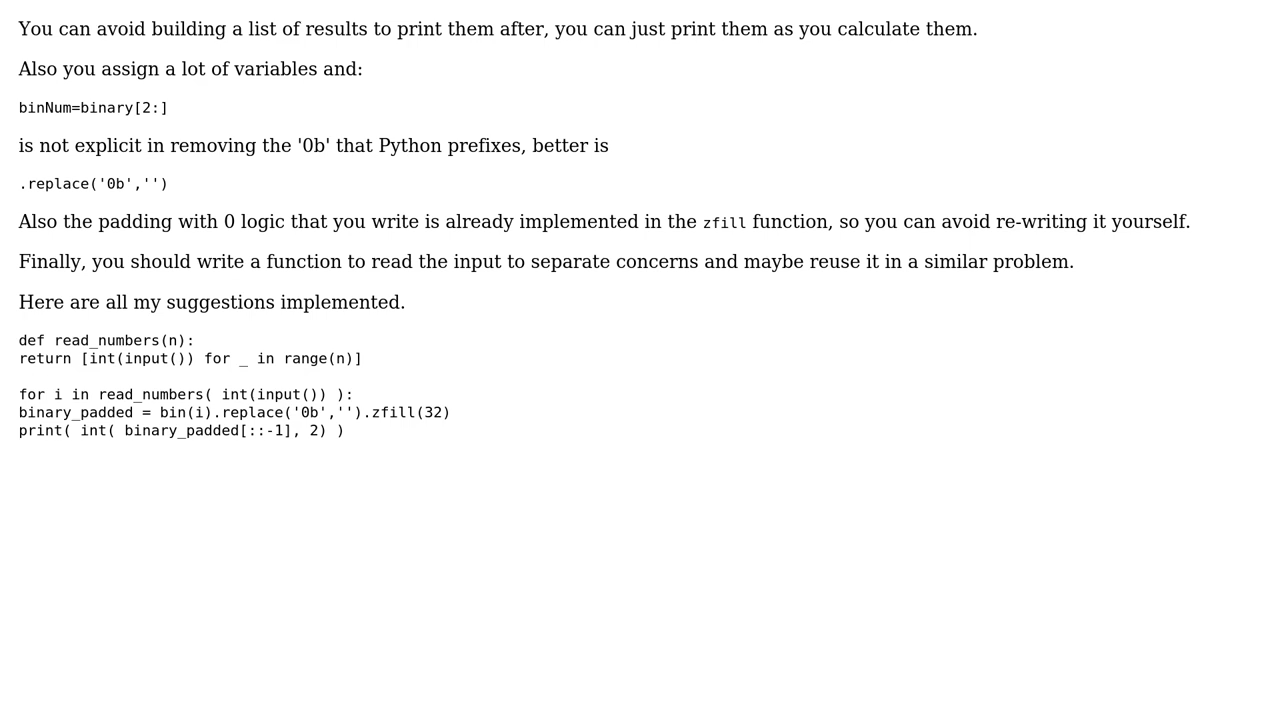 You can avoid building a list of results to print them after, you can just print them as you calculate them.
Also you assign a lot of variables and:
binNum=binary[2:]
is not explicit in removing the '0b' that Python prefixes, better is
.replace('0b','')
Also the padding with 0 logic that you write is already implemented in the zfill function, so you can avoid re-writing it yourself.
Finally, you should write a function to read the input to separate concerns and maybe reuse it in a similar problem.
Here are all my suggestions implemented.
def read_numbers(n):
return [int(input()) for _ in range(n)]
for i in read_numbers( int(input()) ):
binary_padded = bin(i).replace('0b','').zfill(32)
print( int( binary_padded[::-1], 2) )